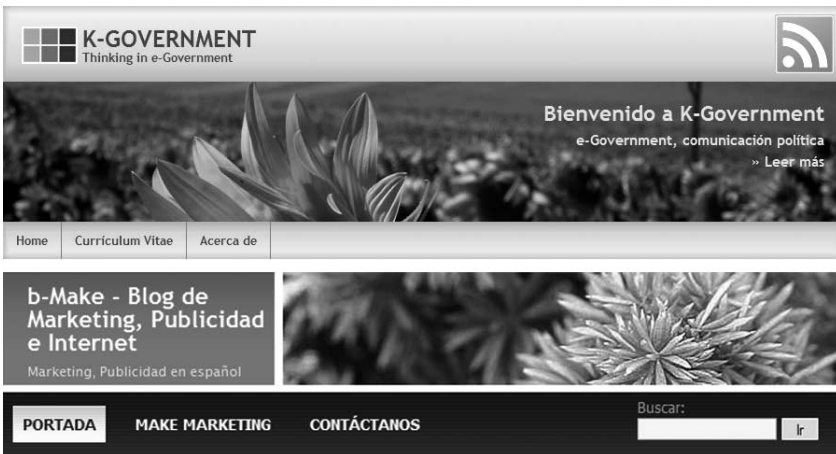 K-GOVERNMENT
Thinking in e-Government
Bienvenido a K-Government
e-Government, comunicación política
» Leer más
Home Currículum Vitae Acerca de
b-Make - Blog de
Marketing, Publicidad
e Internet
Marketing, Publicidad en español
PORTADA MAKE MARKETING CONTÁCTANOS
Buscar:
Ir